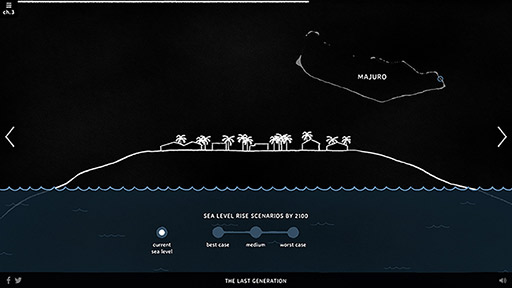 ch.3
MAJURO
SEA LEVEL RISE SCENARIOS BY 2100
current
sea level
best case
medium
worst case
THE LAST GENERATION